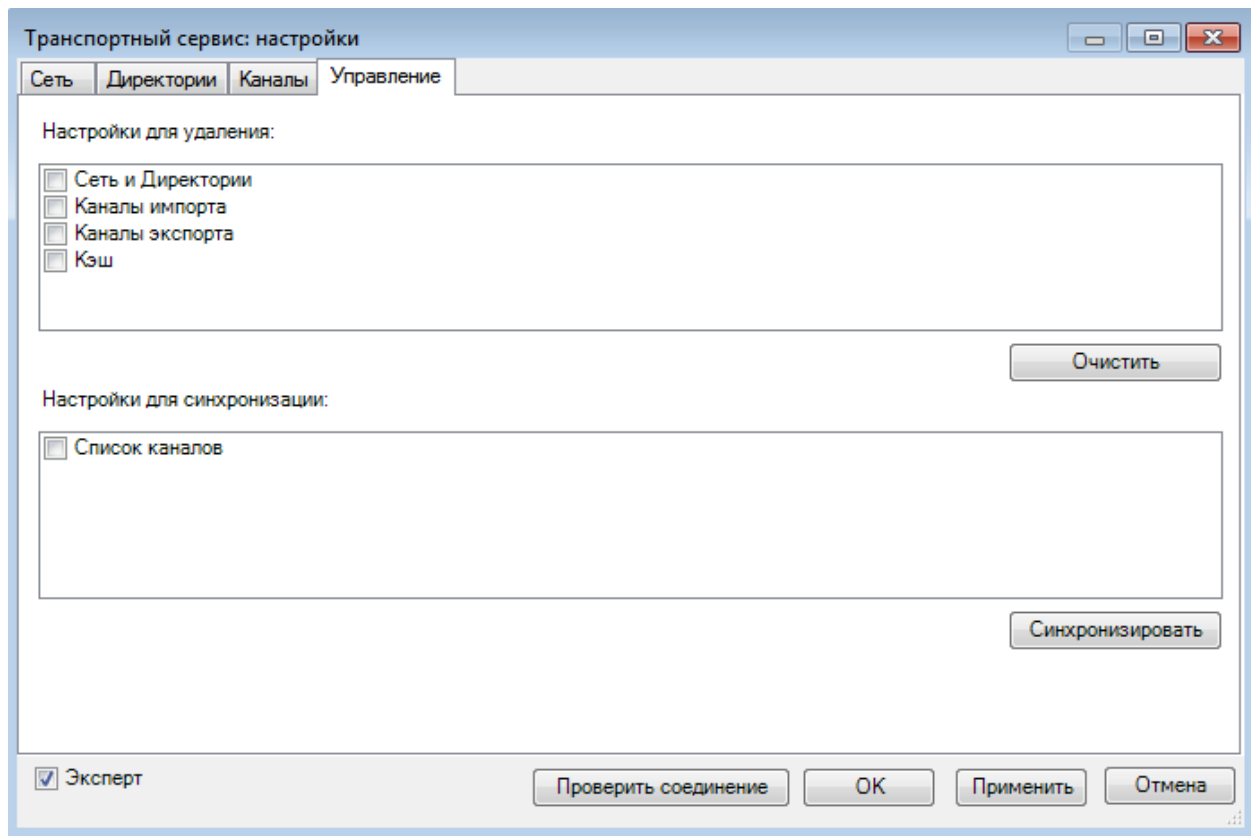 Транспортный сервис: настройки
Сеть Директории Каналы Управление
Настройки для удаления:
Сеть и Директории
Каналы импорта
Каналы экспорта
Кэш
Очистить
Настройки для синхронизации:
Список каналов
Синхронизировать
Эксперт Проверить соединение OK Применить Отмена